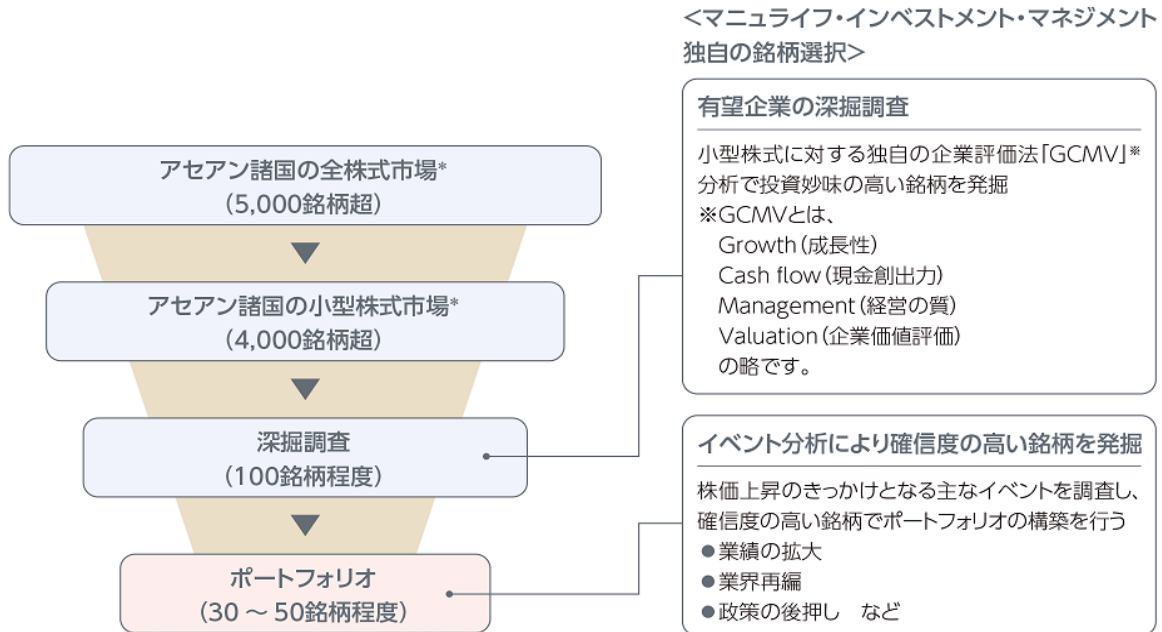 <マニュライフ・インベストメント・マネジメント
独自の銘柄選択>
アセアン諸国の全株式市場*
（5,000銘柄超）
アセアン諸国の小型株式市場*
（4,000銘柄超）
深掘調査
（100銘柄程度）
ポートフォリオ
（30 ～ 50銘柄程度）
有望企業の深掘調査
小型株式に対する独自の企業評価法「GCMV」※
分析で投資妙味の高い銘柄を発掘
※GCMVとは、
Growth（成長性）
Cash flow（現金創出力）
Management（経営の質）
Valuation（企業価値評価）
の略です。
イベント分析により確信度の高い銘柄を発掘
株価上昇のきっかけとなる主なイベントを調査し、
確信度の高い銘柄でポートフォリオの構築を行う
●業績の拡大
●業界再編
●政策の後押し　など